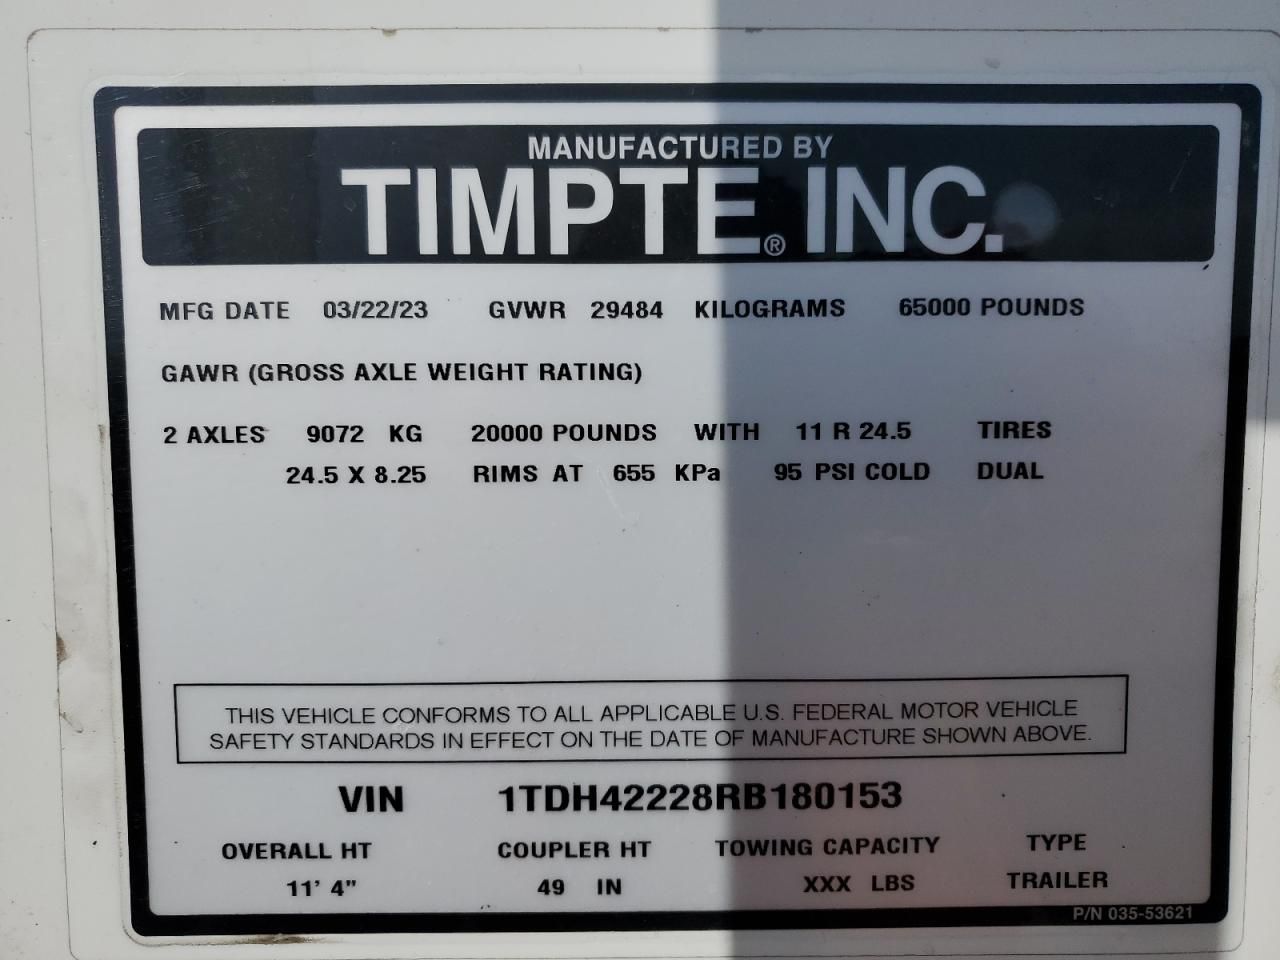 MANUFACTURED BY
TIMPTE® INC.
MFG DATE 03/22/23 GVWR 29484 KILOGRAMS 65000 POUNDS
GAWR (GROSS AXLE WEIGHT RATING)
2 AXLES 9072 KG 20000 POUNDS WITH 11 R 24.5 TIRES
24.5 X 8.25 RIMS AT 655 KPa 95 PSI COLD DUAL
THIS VEHICLE CONFORMS TO ALL APPLICABLE U.S. FEDERAL MOTOR VEHICLE
SAFETY STANDARDS IN EFFECT ON THE DATE OF MANUFACTURE SHOWN ABOVE.
VIN 1TDH42228RB180153
OVERALL HT COUPLER HT TOWING CAPACITY TYPE
11' 4" 49 IN XXX LBS TRAILER
P/N 035-53621